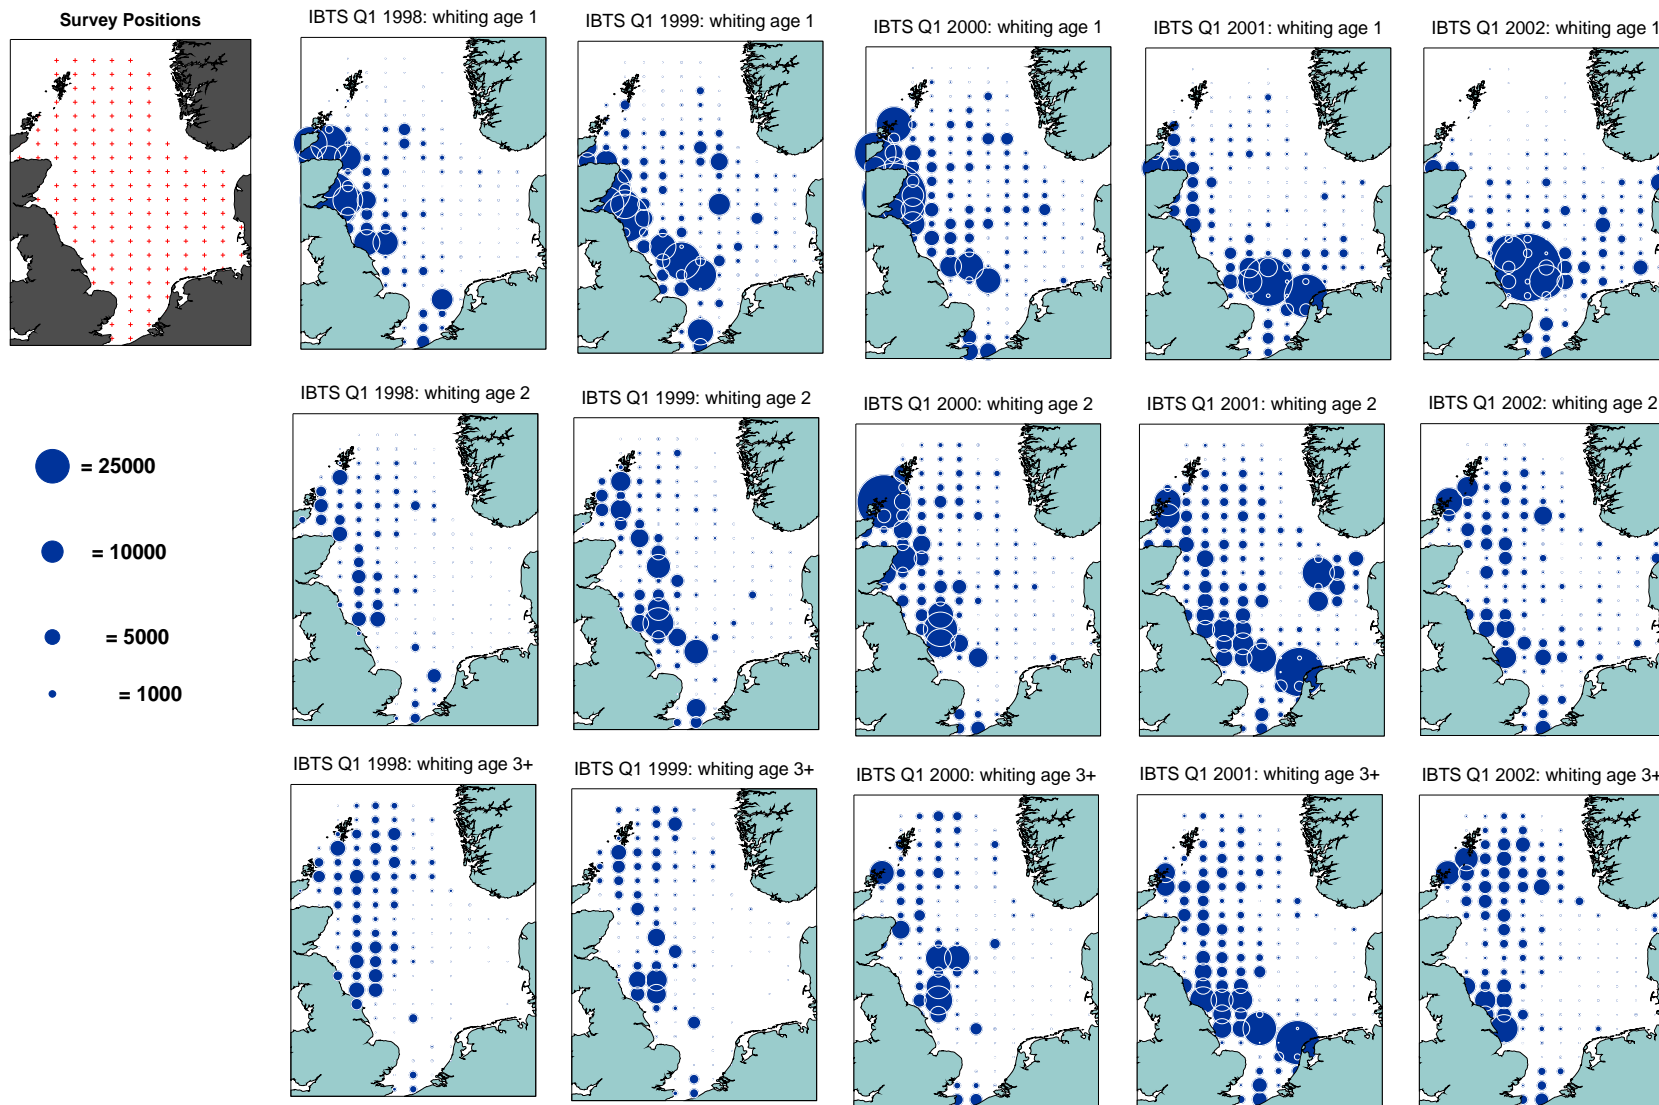 Survey Positions
IBTS Q1 1998: whiting age 1
IBTS Q1 1999: whiting age 1
IBTS Q1 2000: whiting age 1
IBTS Q1 2001: whiting age 1
IBTS Q1 2002: whiting age 1
IBTS Q1 1998: whiting age 2
IBTS Q1 1999: whiting age 2
IBTS Q1 2000: whiting age 2
IBTS Q1 2001: whiting age 2
IBTS Q1 2002: whiting age 2
= 25000
= 10000
= 5000
= 1000
IBTS Q1 1998: whiting age 3+
IBTS Q1 1999: whiting age 3+
IBTS Q1 2000: whiting age 3+
IBTS Q1 2001: whiting age 3+
IBTS Q1 2002: whiting age 3+